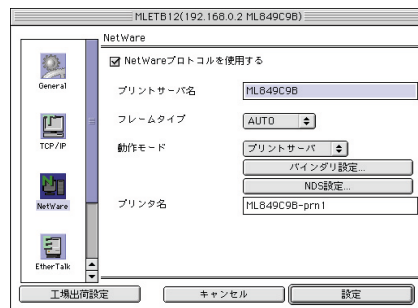 MLETB12(192.168.0.2 ML849C9B)
NetWare
NetWareプロトコルを使用する
General
プリントサーバ名
ML849C9B
フレームタイプ
AUTO
TCP/IP
動作モード
プリントサーバ
バインダリ設定...
NDS設定...
NetWare
プリンタ名
ML849C9B-prn1
EtherTalk
工場出荷設定
キャンセル
設定